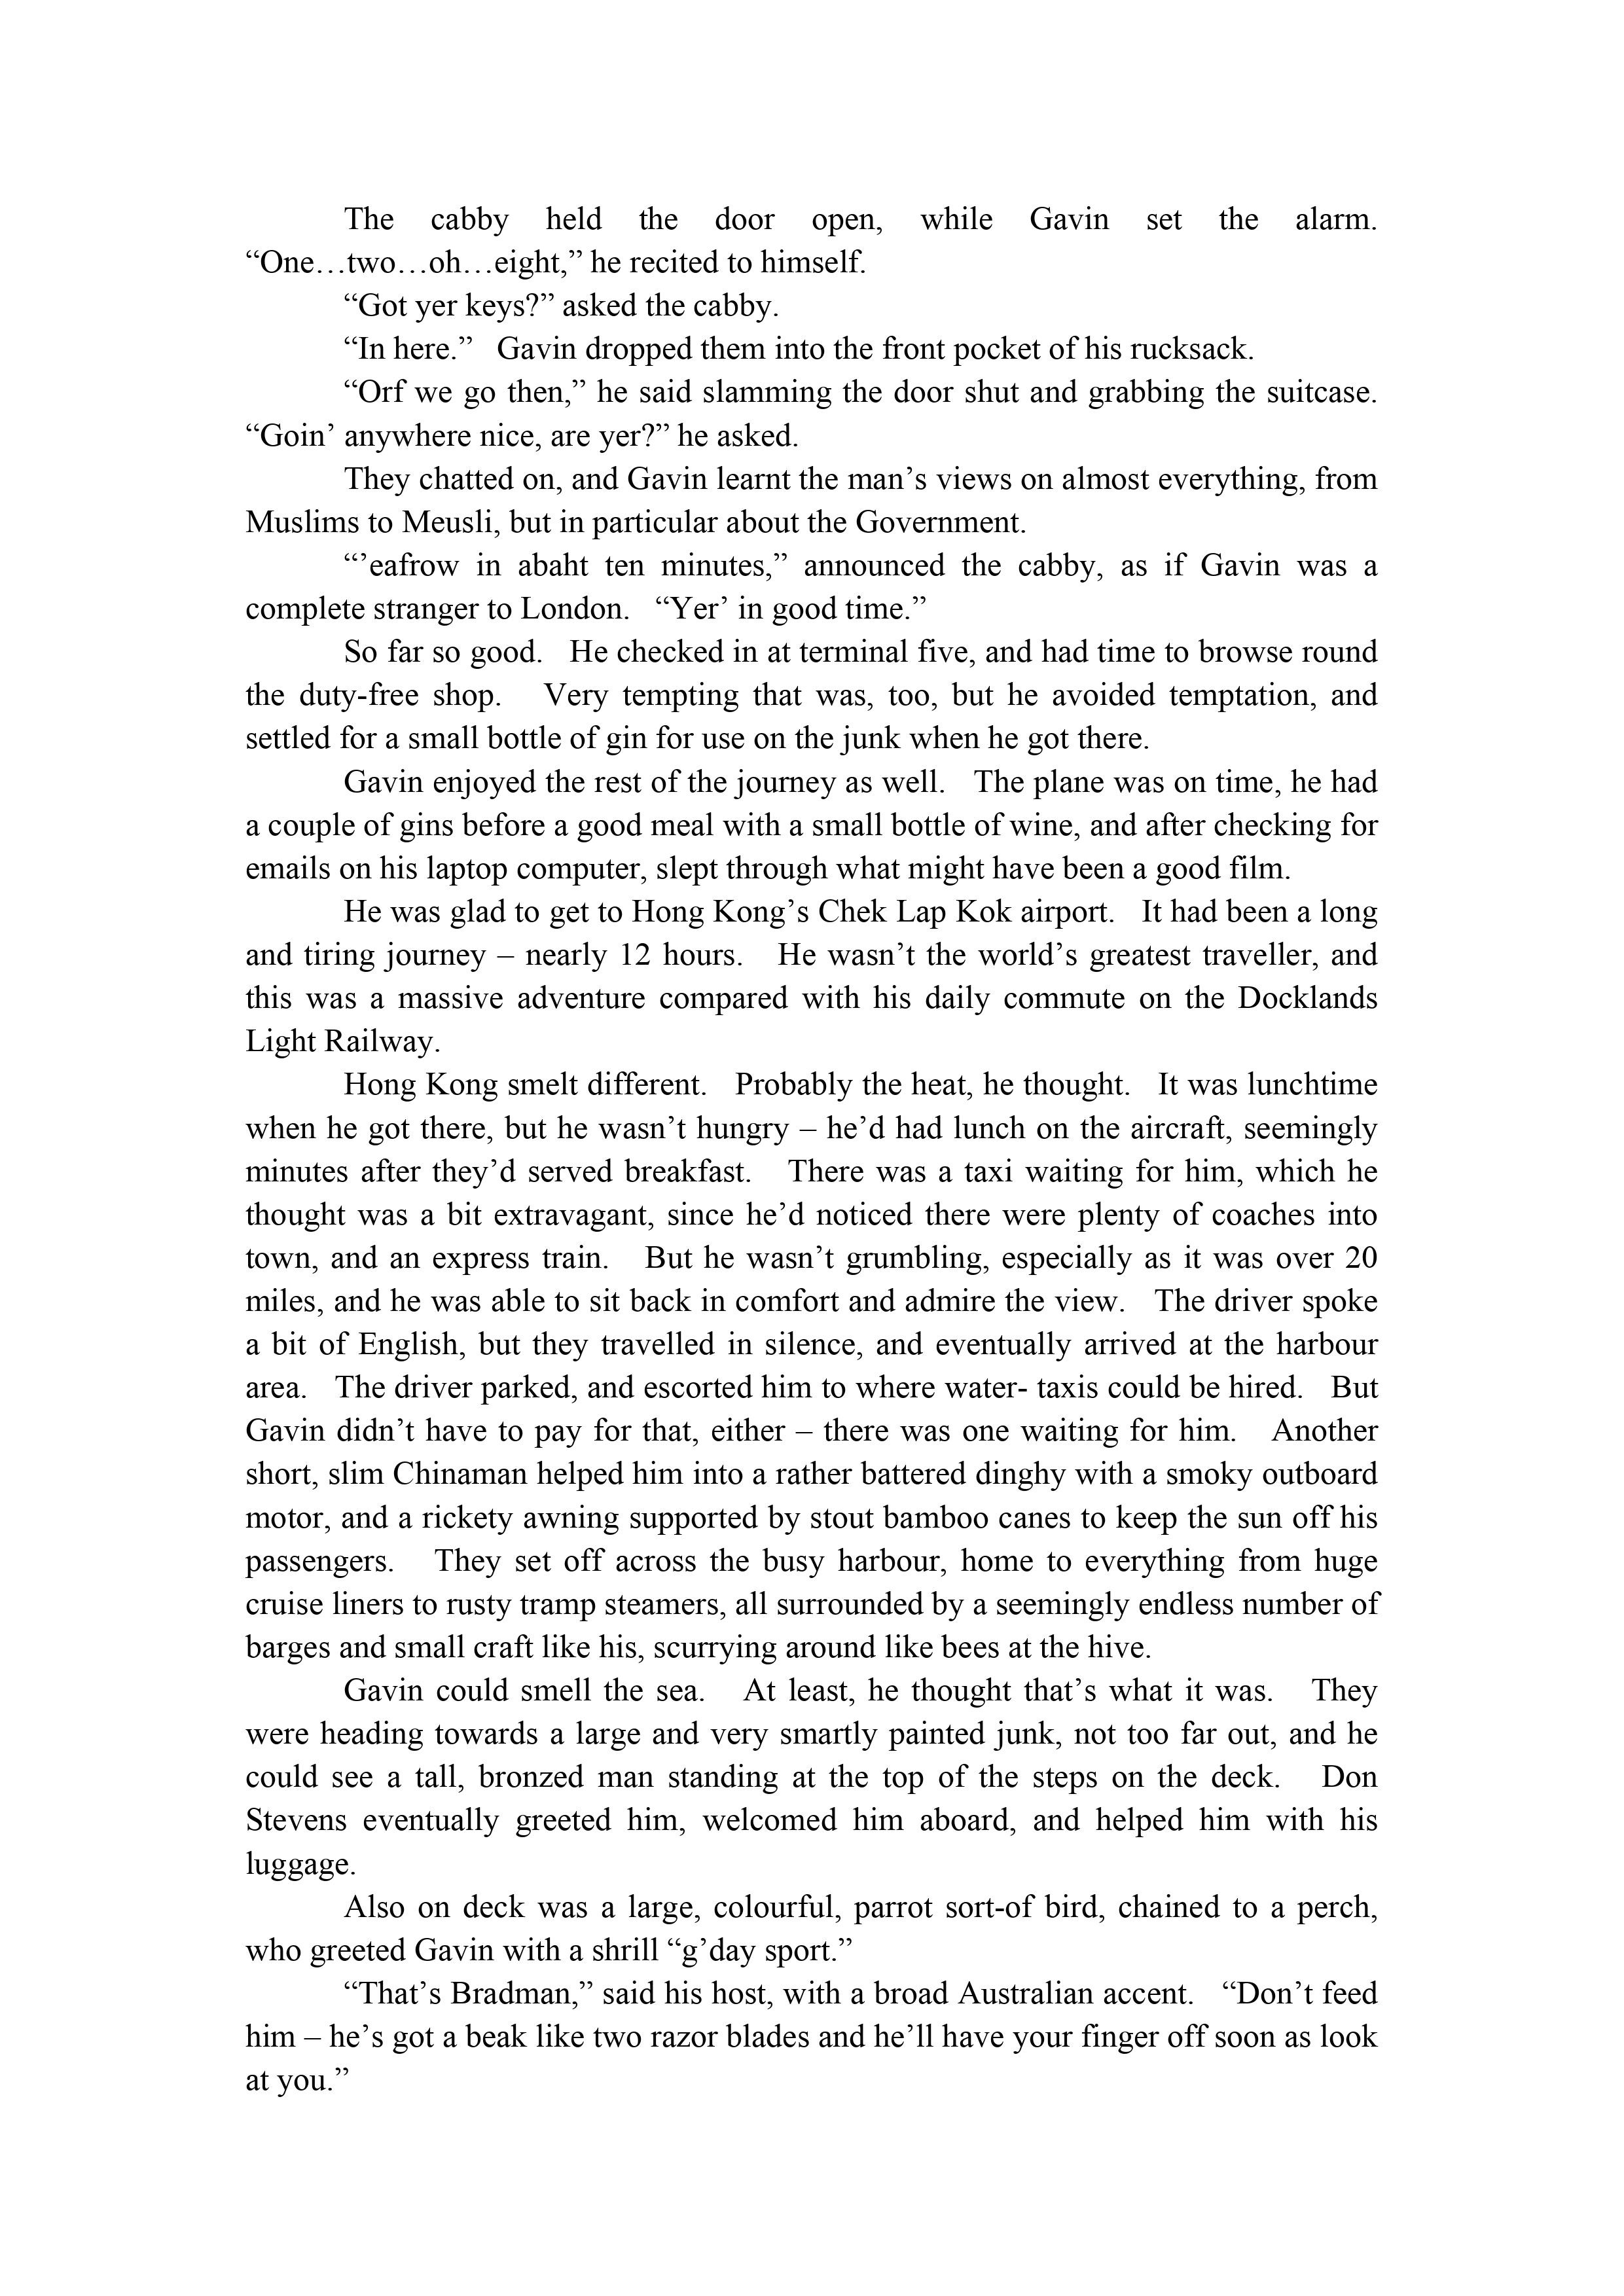 The cabby held the door open, while Gavin set the alarm.
“One…two…oh…eight,” he recited to himself.
“Got yer keys?” asked the cabby.
“In here.”   Gavin dropped them into the front pocket of his rucksack.
“Orf we go then,” he said slamming the door shut and grabbing the suitcase.
“Goin’ anywhere nice, are yer?” he asked.
They chatted on, and Gavin learnt the man’s views on almost everything, from
Muslims to Meusli, but in particular about the Government.
“’eafrow in abaht ten minutes,” announced the cabby, as if Gavin was a
complete stranger to London.   “Yer’ in good time.”
So far so good.   He checked in at terminal five, and had time to browse round
the duty-free shop.   Very tempting that was, too, but he avoided temptation, and
settled for a small bottle of gin for use on the junk when he got there.
Gavin enjoyed the rest of the journey as well.   The plane was on time, he had
a couple of gins before a good meal with a small bottle of wine, and after checking for
emails on his laptop computer, slept through what might have been a good film.
He was glad to get to Hong Kong’s Chek Lap Kok airport.   It had been a long
and tiring journey – nearly 12 hours.   He wasn’t the world’s greatest traveller, and
this was a massive adventure compared with his daily commute on the Docklands
Light Railway.
Hong Kong smelt different.   Probably the heat, he thought.   It was lunchtime
when he got there, but he wasn’t hungry – he’d had lunch on the aircraft, seemingly
minutes after they’d served breakfast.   There was a taxi waiting for him, which he
thought was a bit extravagant, since he’d noticed there were plenty of coaches into
town, and an express train.   But he wasn’t grumbling, especially as it was over 20
miles, and he was able to sit back in comfort and admire the view.   The driver spoke
a bit of English, but they travelled in silence, and eventually arrived at the harbour
area.   The driver parked, and escorted him to where water- taxis could be hired.   But
Gavin didn’t have to pay for that, either – there was one waiting for him.   Another
short, slim Chinaman helped him into a rather battered dinghy with a smoky outboard
motor, and a rickety awning supported by stout bamboo canes to keep the sun off his
passengers.   They set off across the busy harbour, home to everything from huge
cruise liners to rusty tramp steamers, all surrounded by a seemingly endless number of
barges and small craft like his, scurrying around like bees at the hive.
Gavin could smell the sea.   At least, he thought that’s what it was.   They
were heading towards a large and very smartly painted junk, not too far out, and he
could see a tall, bronzed man standing at the top of the steps on the deck.   Don
Stevens eventually greeted him, welcomed him aboard, and helped him with his
luggage.
Also on deck was a large, colourful, parrot sort-of bird, chained to a perch,
who greeted Gavin with a shrill “g’day sport.”
“That’s Bradman,” said his host, with a broad Australian accent.   “Don’t feed
him – he’s got a beak like two razor blades and he’ll have your finger off soon as look
at you.”